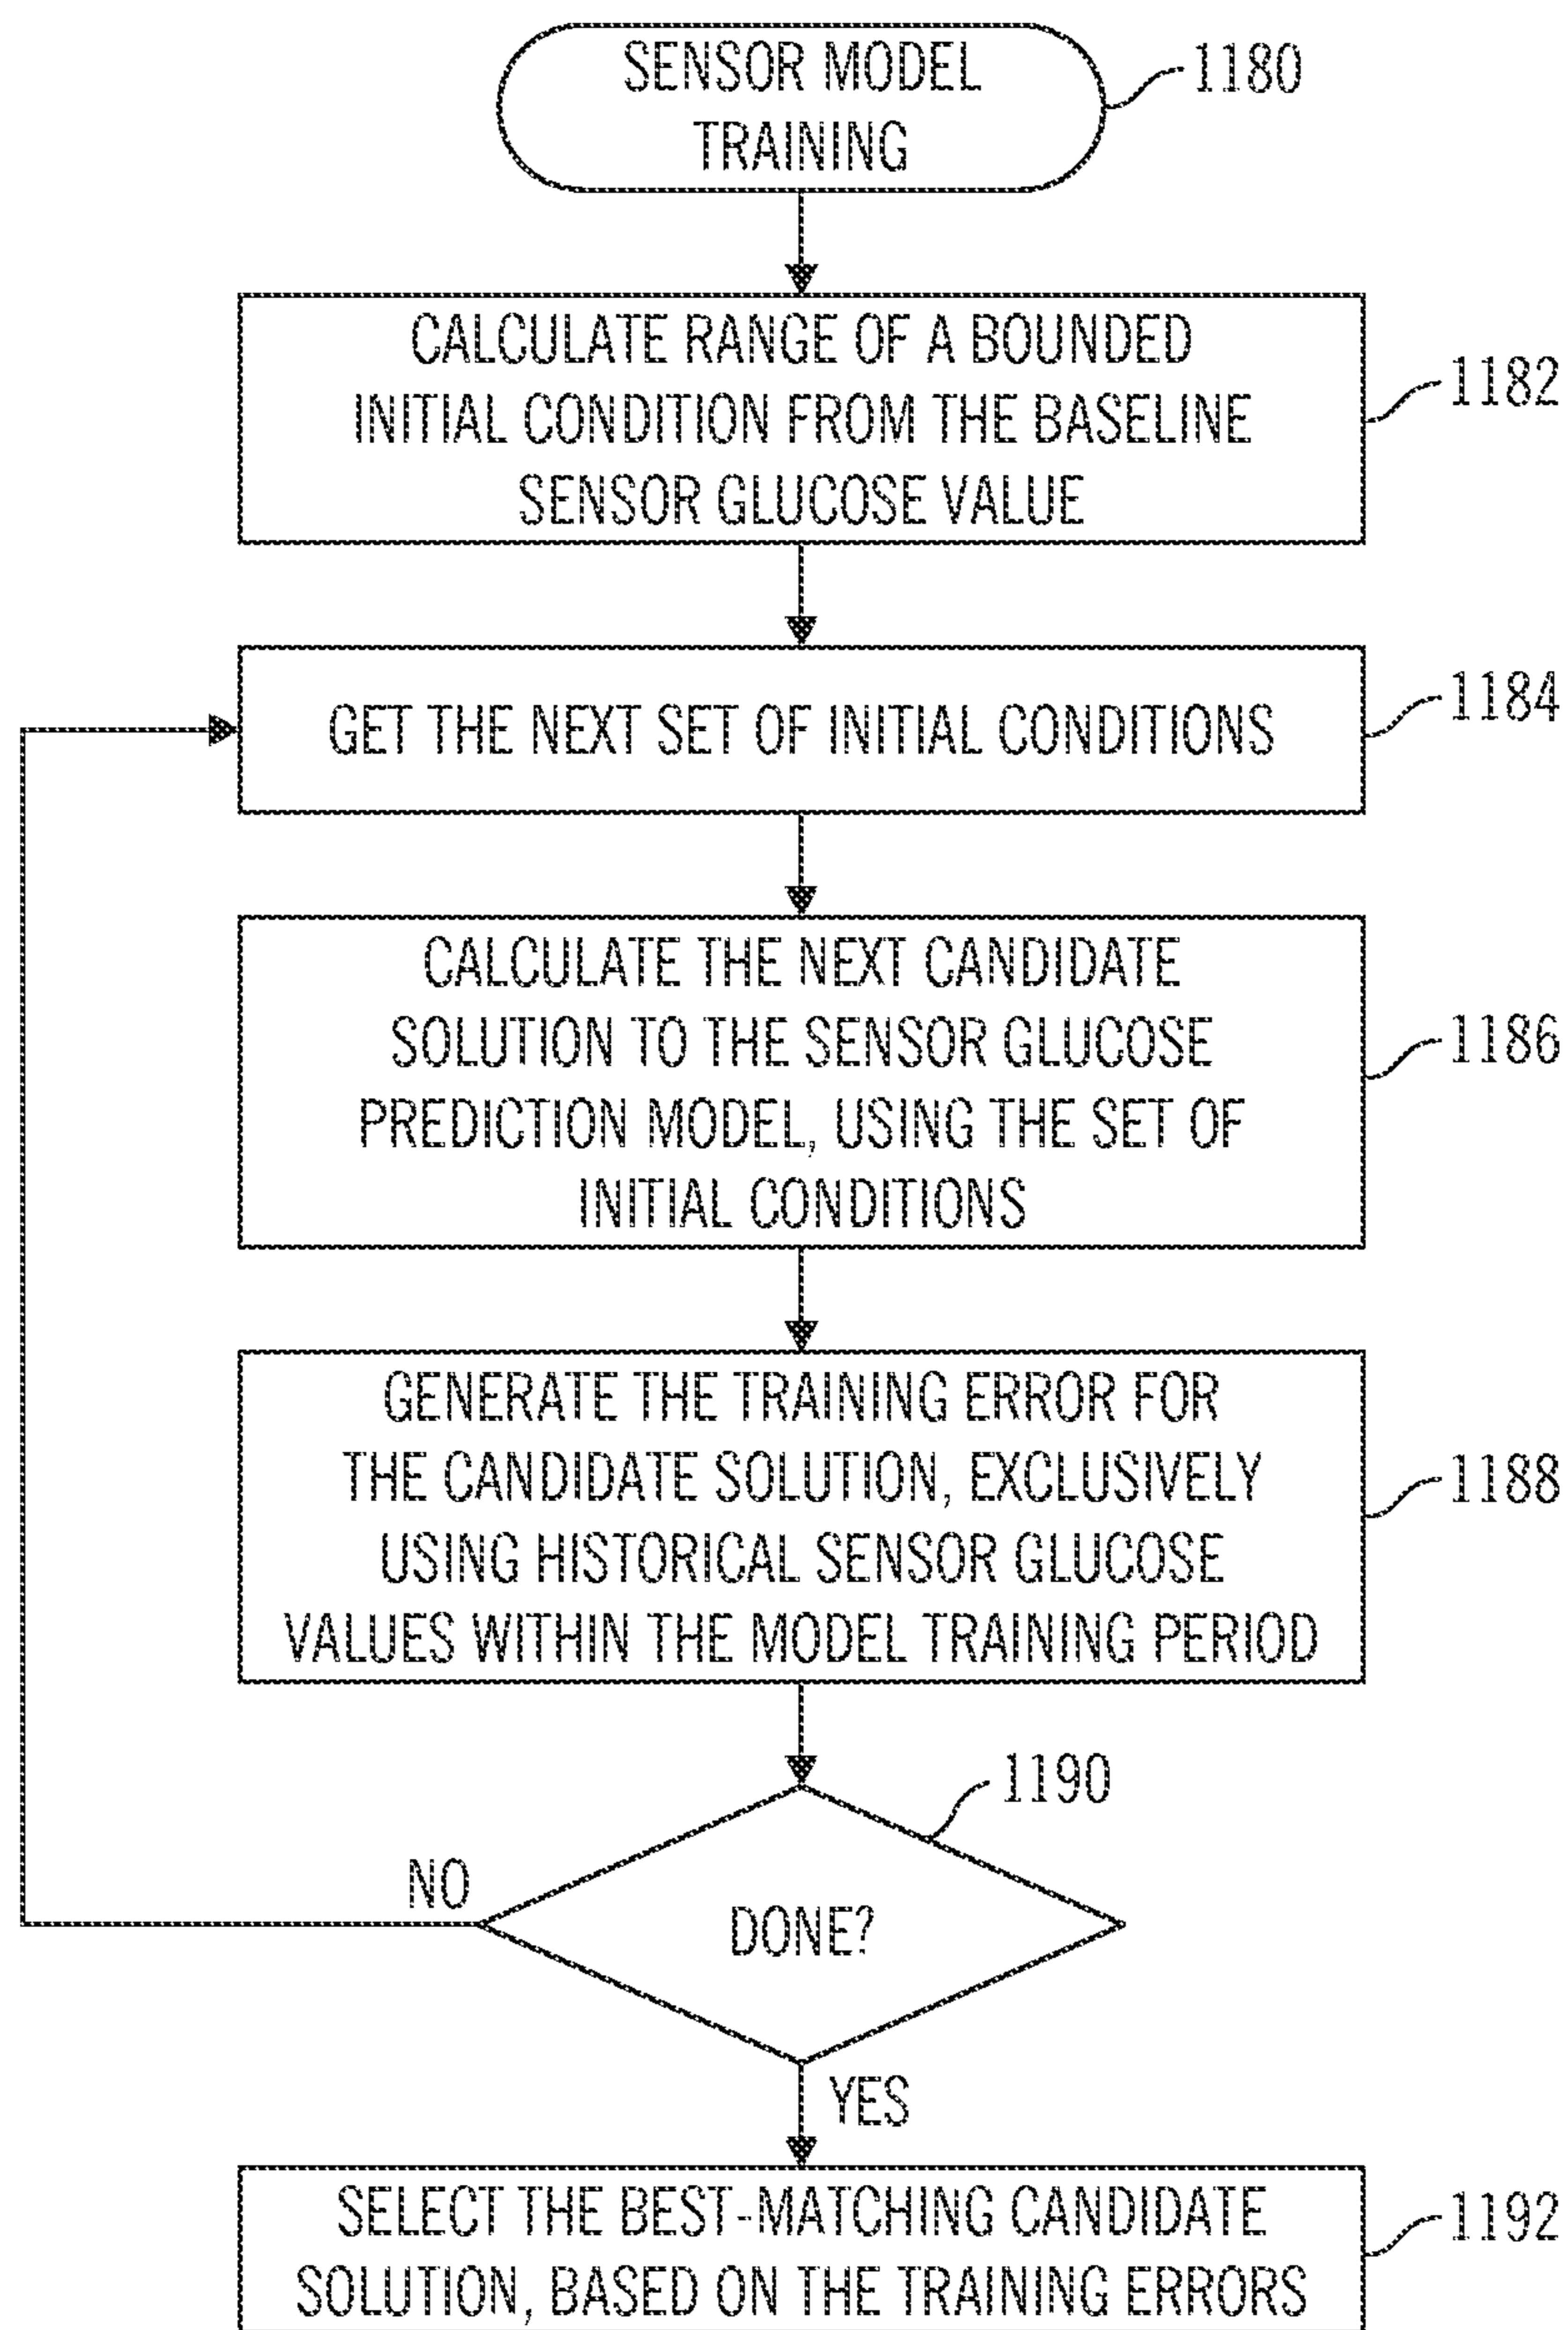 SENSOR MODEL
TRAINING
1180
CALCULATE RANGE OF A BOUNDED
INITIAL CONDITION FROM THE BASELINE
SENSOR GLUCOSE VALUE
1182
GET THE NEXT SET OF INITIAL CONDITIONS
1184
CALCULATE THE NEXT CANDIDATE
SOLUTION TO THE SENSOR GLUCOSE
PREDICTION MODEL, USING THE SET OF
INITIAL CONDITIONS
1186
GENERATE THE TRAINING ERROR FOR
THE CANDIDATE SOLUTION, EXCLUSIVELY
USING HISTORICAL SENSOR GLUCOSE
VALUES WITHIN THE MODEL TRAINING PERIOD
1188
1190
NO
DONE?
YES
SELECT THE BEST-MATCHING CANDIDATE
SOLUTION, BASED ON THE TRAINING ERRORS
1192